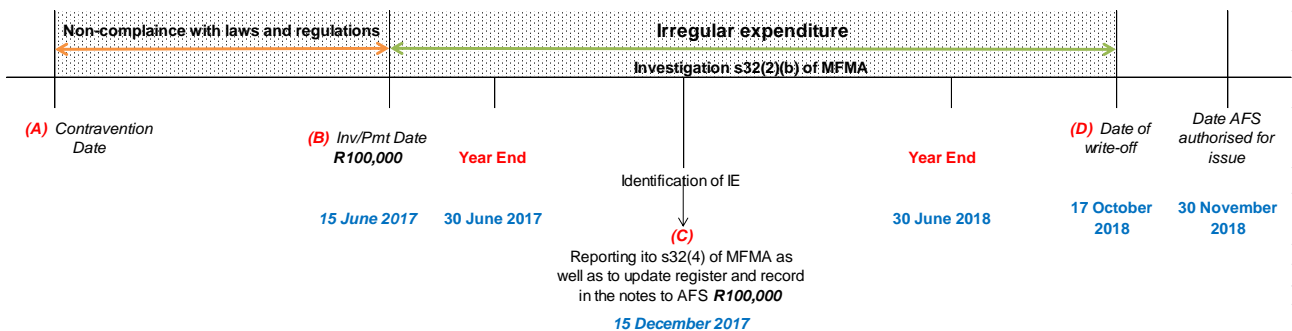 Non-complaince with laws and regulations
Irregular expenditure
Investigation s32(2)(b) of MFMA
(A) Contravention
Date
(B) Inv/Pmt Date
R100,000
15 June 2017
Year End
30 June 2017
Identification of IE
(C)
Reporting ito s32(4) of MFMA as
well as to update register and record
in the notes to AFS R100,000
15 December 2017
Year End
30 June 2018
(D) Date of
write-off
17 October
2018
Date AFS
authorised for
issue
30 November
2018